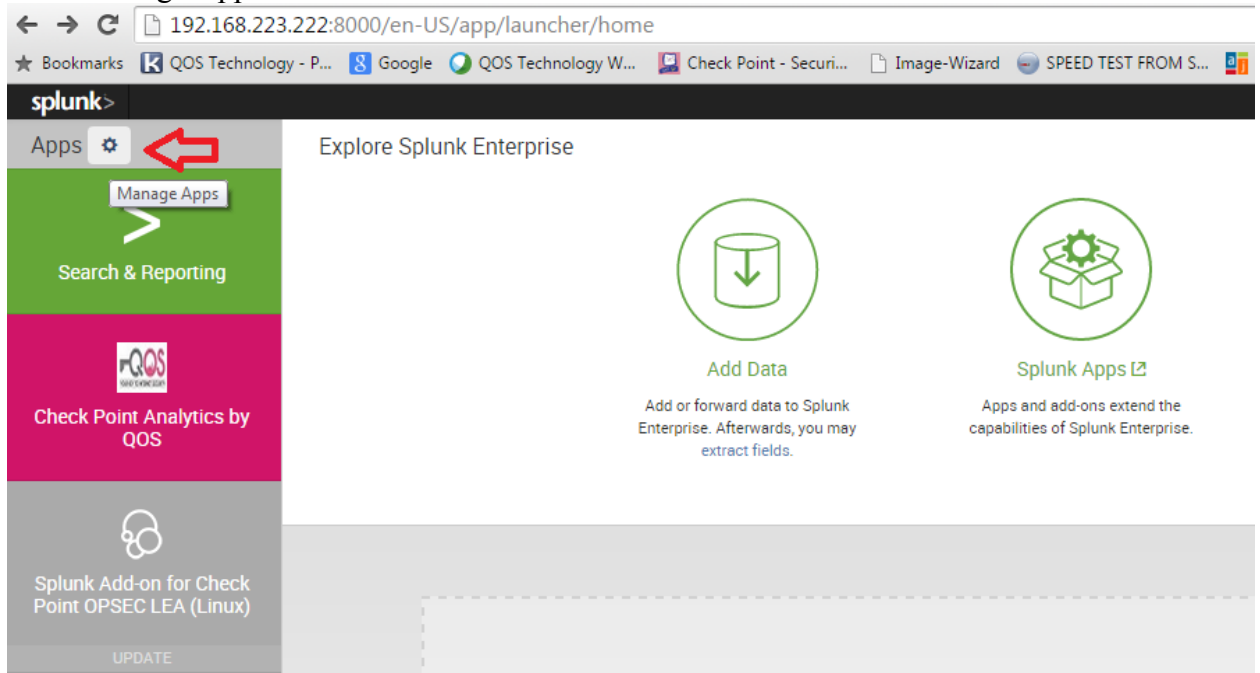 192.168.223.222:8000/en-US/app/launcher/home
Bookmarks QOS Technology - P... Google QOS Technology W... Check Point - Securi... Image-Wizard SPEED TEST FROM S...
splunk>
Apps
Explore Splunk Enterprise
Manage Apps
Search & Reporting
QOS
Check Point Analytics by
QOS
Splunk Add-on for Check
Point OPSEC LEA (Linux)
UPDATE
Add Data
Add or forward data to Splunk
Enterprise. Afterwards, you may
extract fields.
Splunk Apps
Apps and add-ons extend the
capabilities of Splunk Enterprise.